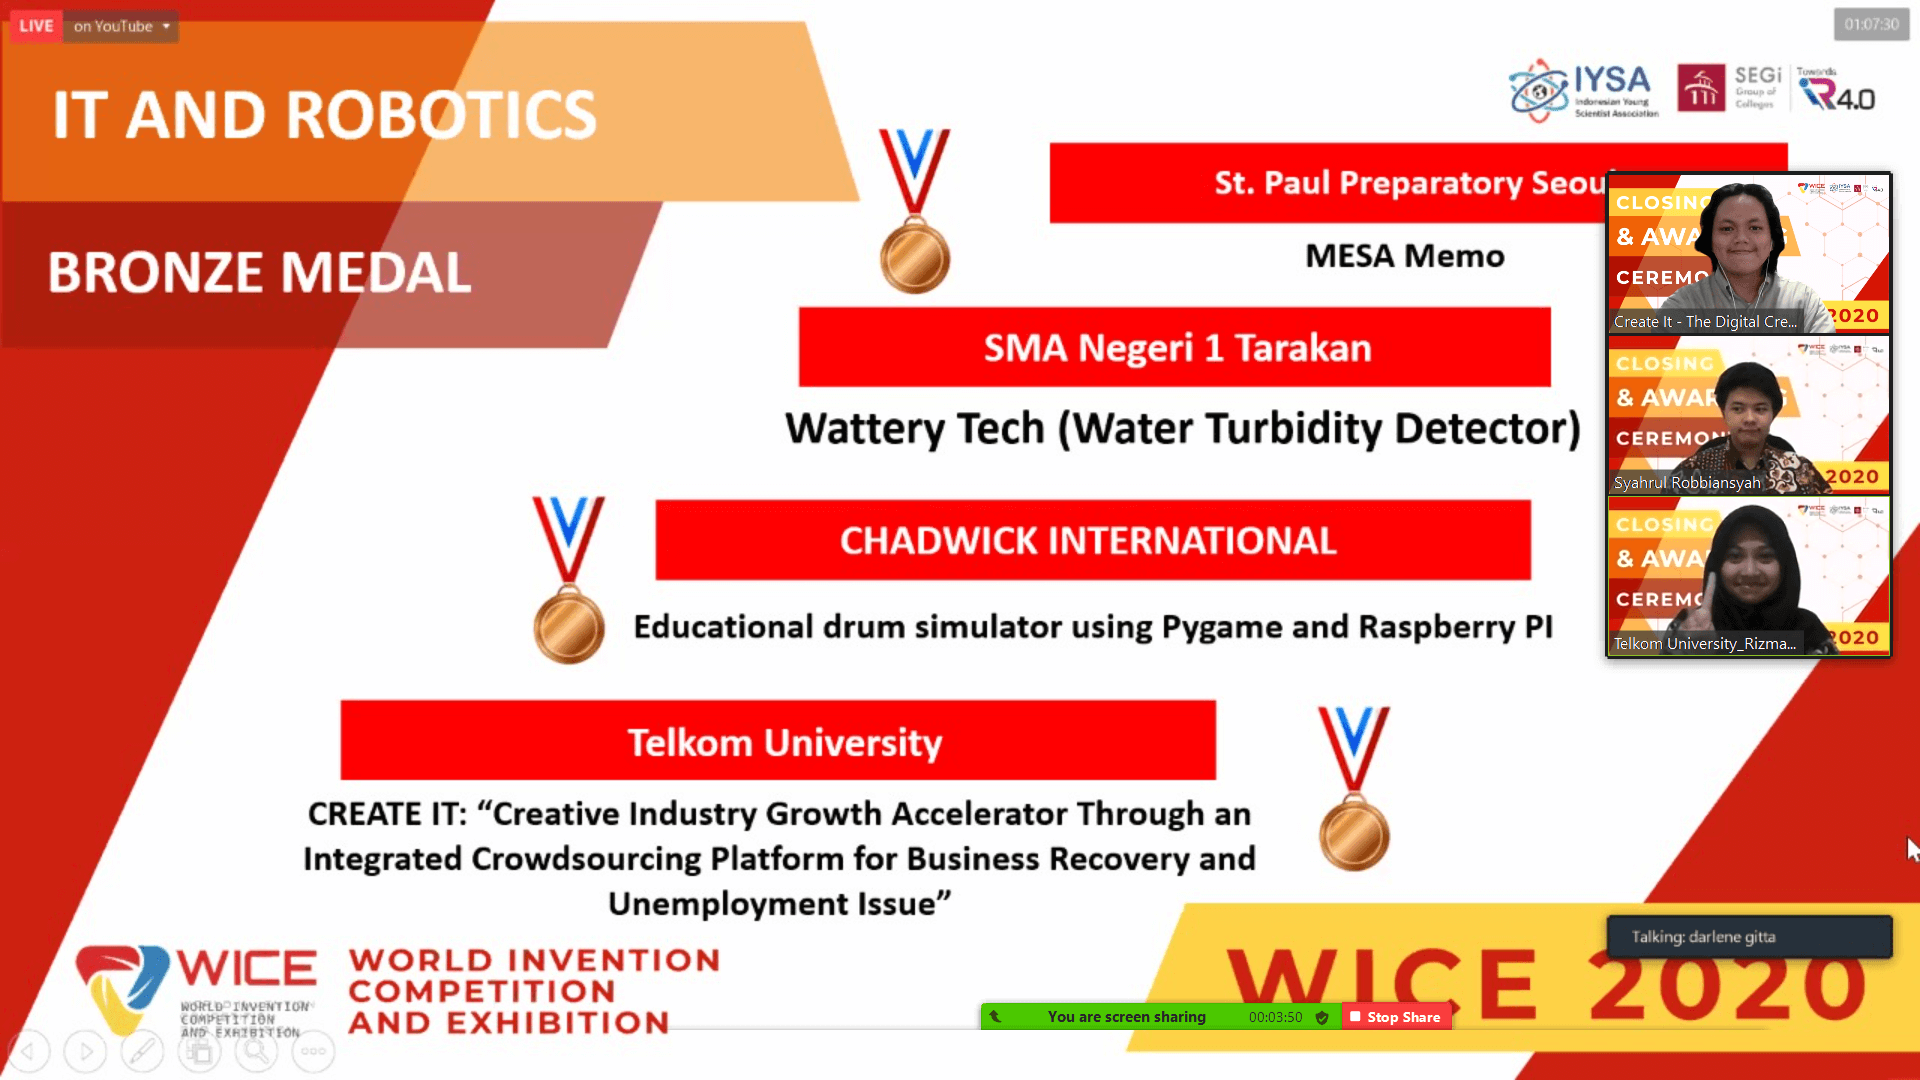 LIVE on YouTube
01:07:30
IT AND ROBOTICS
BRONZE MEDAL
IYSA
Indonesian Young
Scientist Association
SEGi
Group of
Colleges
Towards
R4.0
St. Paul Preparatory Seoul
MESA Memo
SMA Negeri 1 Tarakan
Wattery Tech (Water Turbidity Detector)
CHADWICK INTERNATIONAL
Educational drum simulator using Pygame and Raspberry PI
Telkom University
CREATE IT: “Creative Industry Growth Accelerator Through an
Integrated Crowdsourcing Platform for Business Recovery and
Unemployment Issue”
CLOSING
& AWA
CEREMO
2020
Create It - The Digital Cre...
CLOSING
& AWAR
CEREMON
2020
Syahrul Robbiansyah
CLOSING
& AWA
CEREMO
2020
Telkom University_Rizma...
Talking: darlene gitta
WICE
WORLD INVENTION
COMPETITION
AND EXHIBITION
WORLD INVENTION
COMPETITION
AND EXHIBITION
WICE 2020
You are screen sharing 00:03:50 Stop Share